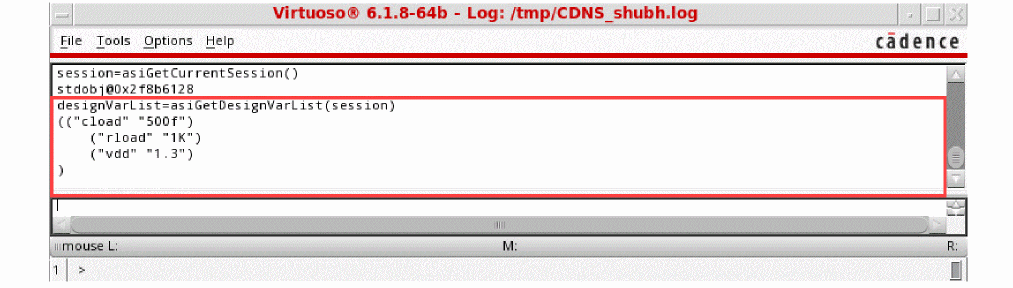 Virtuoso® 6.1.8-64b - Log: /tmp/CDNS_shubh.log
File Tools Options Help
cādence
session=asiGetCurrentSession()
stdobj@0x2f8b6128
designVarList=asiGetDesignVarList(session)
(("cload" "500f")
    ("rload" "1K")
    ("vdd" "1.3")
)
mouse L: M: R:
1 >